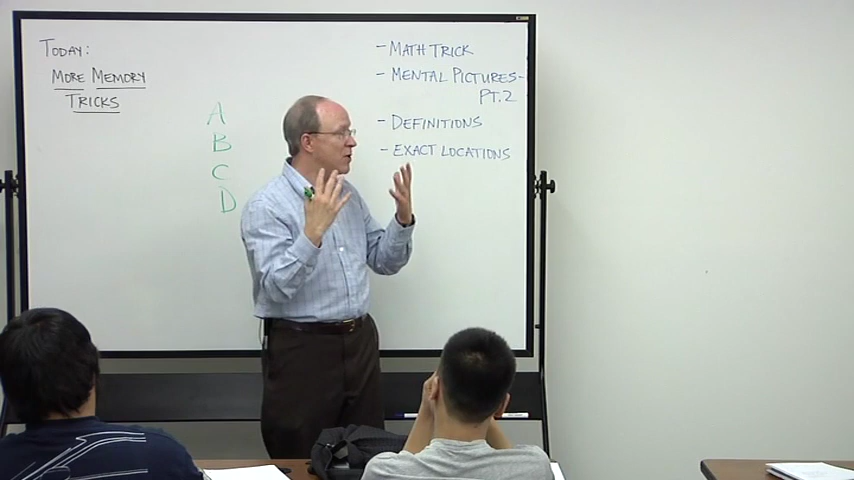 TODAY:
MORE MEMORY
TRICKS
A
B
C
D
- MATH TRICK
- MENTAL PICTURES-
PT.2
- DEFINITIONS
- EXACT LOCATIONS